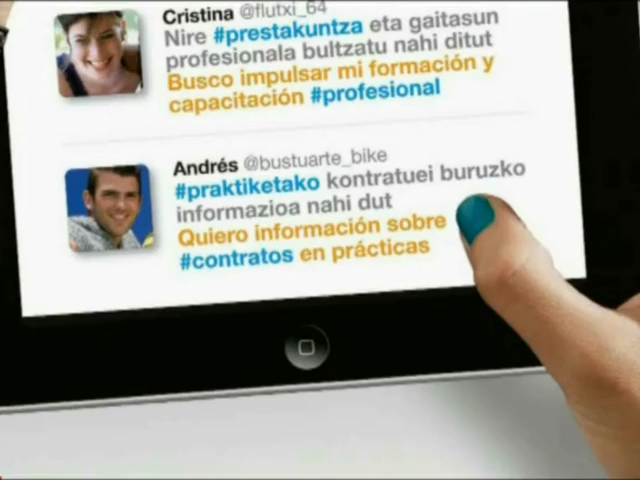 Cristina @flutxi_64
Nire #prestakuntza eta gaitasun
profesionala bultzatu nahi ditut
Busco impulsar mi formación y
capacitación #profesional
Andrés @bustuarte_bike
#praktiketako kontratuei buruzko
informazioa nahi dut
Quiero información sobre
#contratos en prácticas